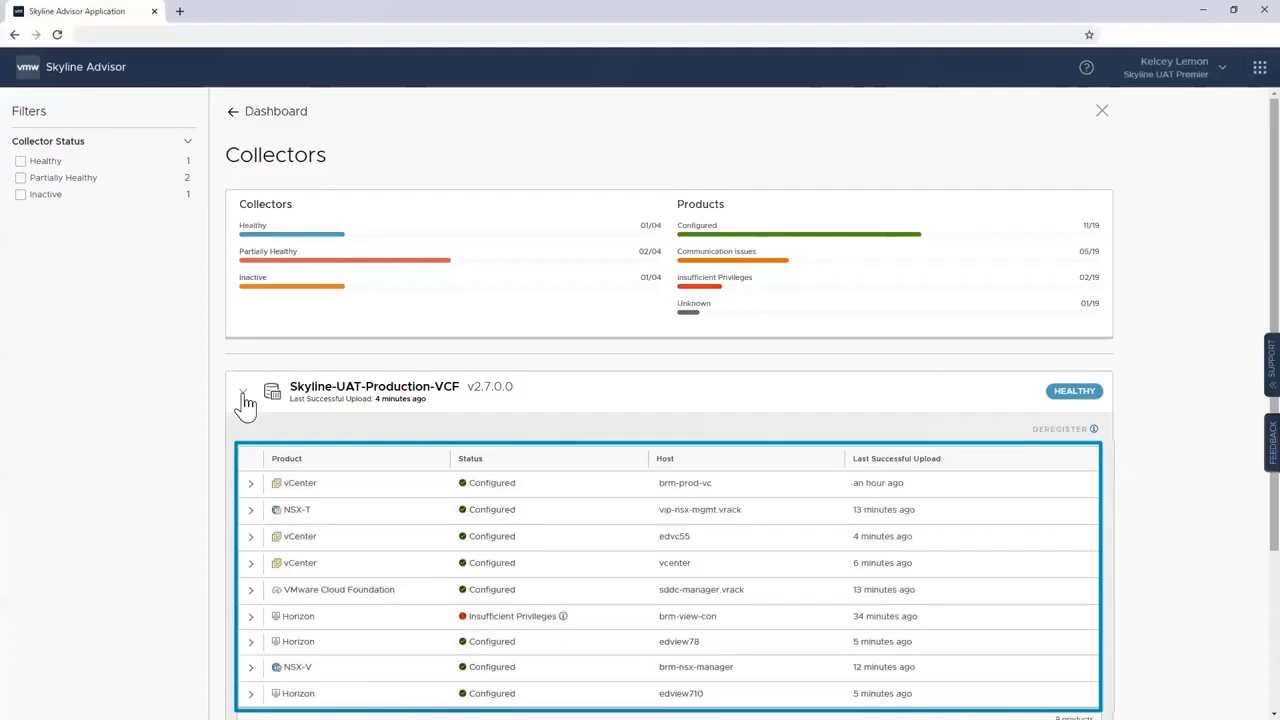 vm Skyline Advisor Application
vmw Skyline Advisor
Kelcey Lemon
Skyline UAT Premier
Filters
Collector Status
Healthy 1
Partially Healthy 2
Inactive 1
Dashboard
Collectors
Collectors
Healthy 01/04
Partially Healthy 02/04
Inactive 01/04
Products
Configured 11/19
Communication issues 05/19
Insufficient Privileges 02/19
Unknown 01/19
SUPPORT
FEEDBACK
Skyline-UAT-Production-VCF v2.7.0.0
Last Successful Upload: 4 minutes ago
HEALTHY
DEREGISTER
Product Status Host Last Successful Upload
vCenter Configured brm-prod-vc an hour ago
NSX-T Configured vip-nsx-mgmt.vrack 13 minutes ago
vCenter Configured edvc55 4 minutes ago
vCenter Configured vcenter 6 minutes ago
VMware Cloud Foundation Configured sddc-manager.vrack 13 minutes ago
Horizon Insufficient Privileges brm-view-con 34 minutes ago
Horizon Configured edview78 5 minutes ago
NSX-V Configured brm-nsx-manager 12 minutes ago
Horizon Configured edview710 5 minutes ago
9 products